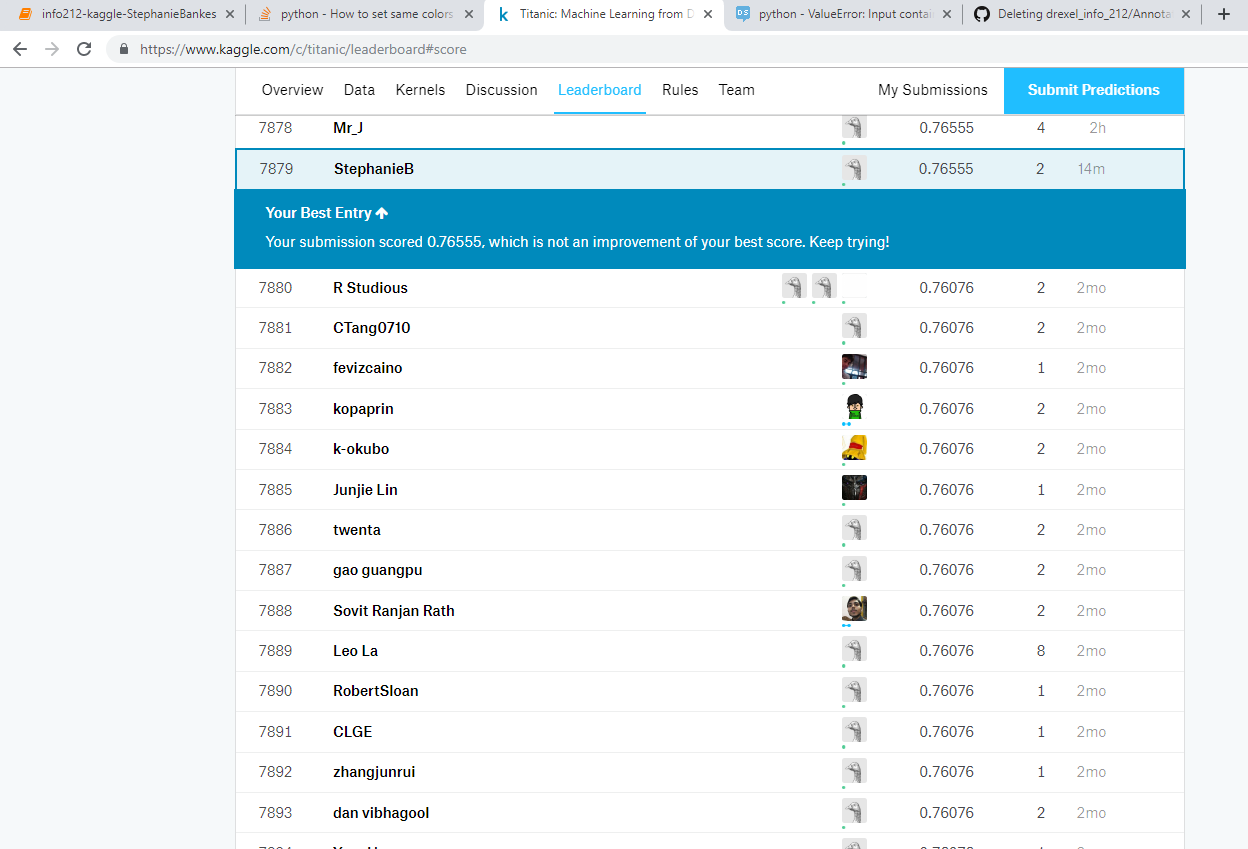 info212-kaggle-StephanieBankes
python - How to set same colors
Titanic: Machine Learning from D
python - ValueError: Input contain
Deleting drexel_info_212/Annota
https://www.kaggle.com/c/titanic/leaderboard#score
Overview Data Kernels Discussion Leaderboard Rules Team My Submissions Submit Predictions
7878 Mr_J 0.76555 4 2h
7879 StephanieB 0.76555 2 14m
Your Best Entry
Your submission scored 0.76555, which is not an improvement of your best score. Keep trying!
7880 R Studious 0.76076 2 2mo
7881 CTang0710 0.76076 2 2mo
7882 fevizcaino 0.76076 1 2mo
7883 kopaprin 0.76076 2 2mo
7884 k-okubo 0.76076 2 2mo
7885 Junjie Lin 0.76076 1 2mo
7886 twenta 0.76076 2 2mo
7887 gao guangpu 0.76076 2 2mo
7888 Sovit Ranjan Rath 0.76076 2 2mo
7889 Leo La 0.76076 8 2mo
7890 RobertSloan 0.76076 1 2mo
7891 CLGE 0.76076 1 2mo
7892 zhangjunrui 0.76076 1 2mo
7893 dan vibhagool 0.76076 2 2mo